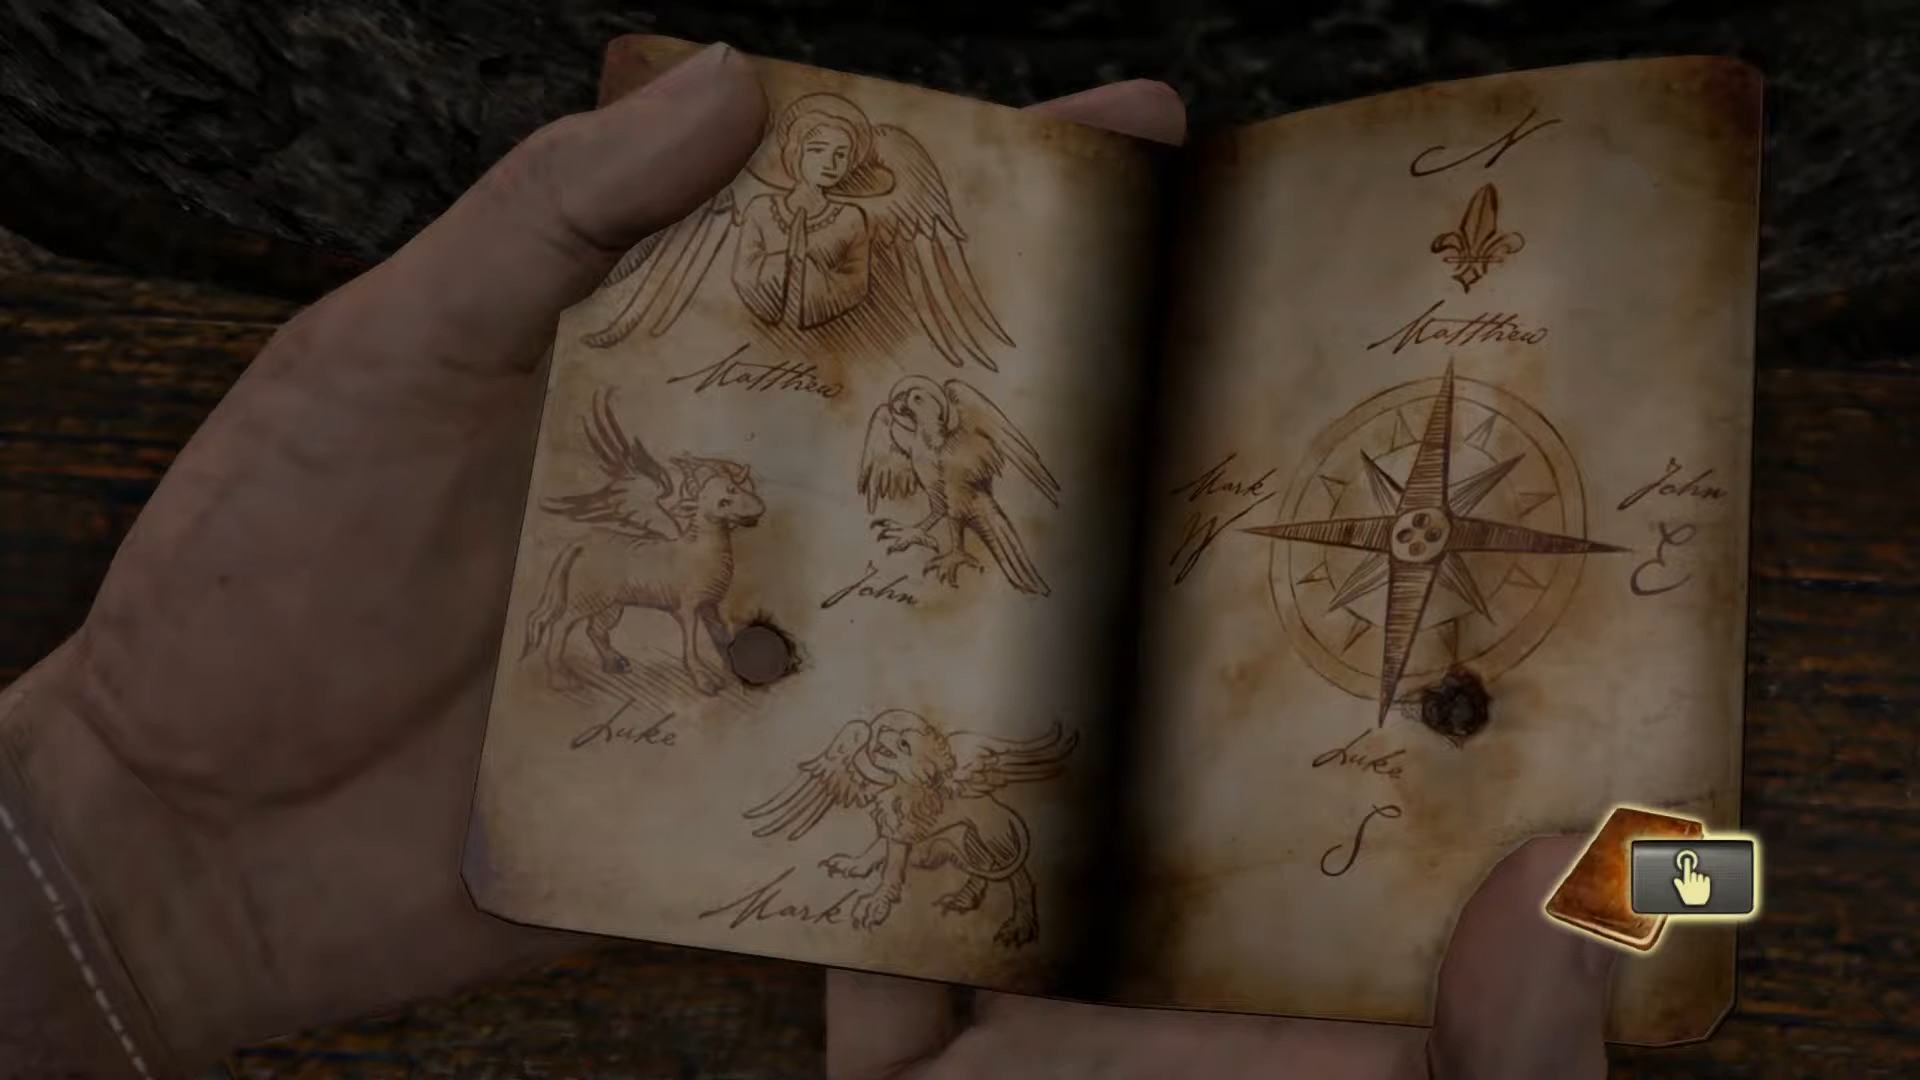 Matthew
John
Luke
Mark
N
Matthew
Mark
W
John
E
Luke
S